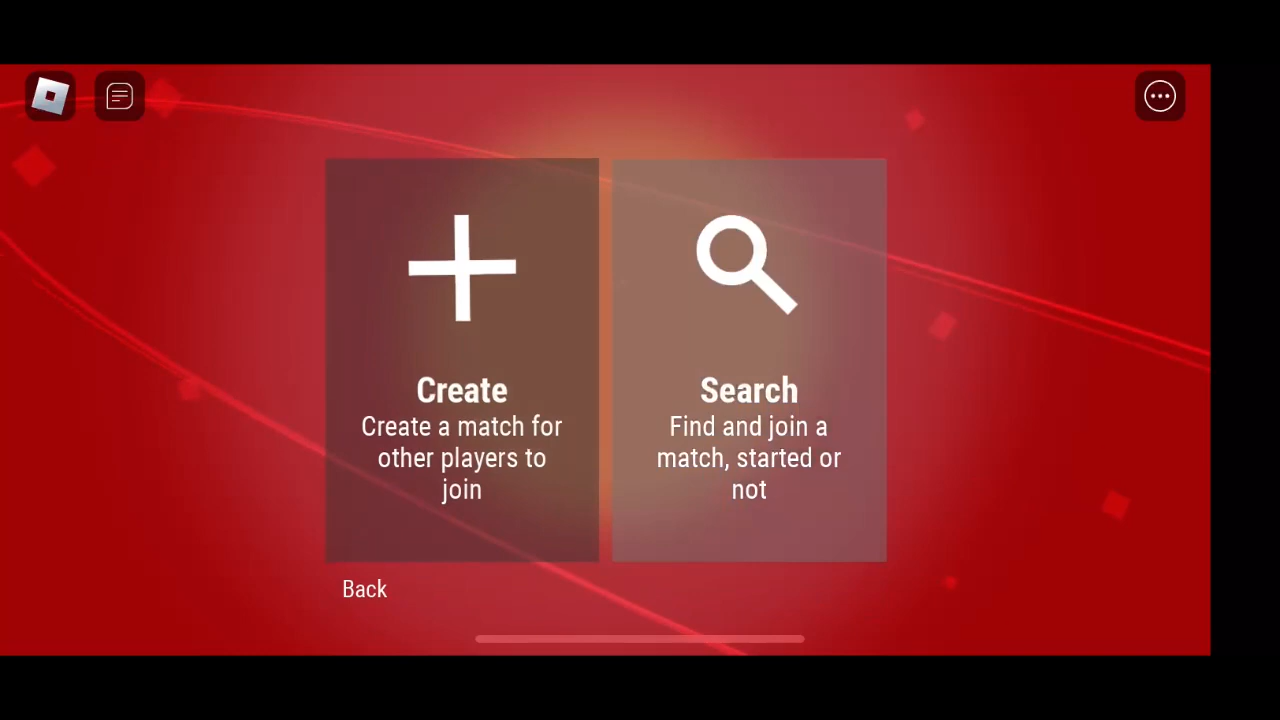 Create
Create a match for
other players to
join
Search
Find and join a
match, started or
not
Back